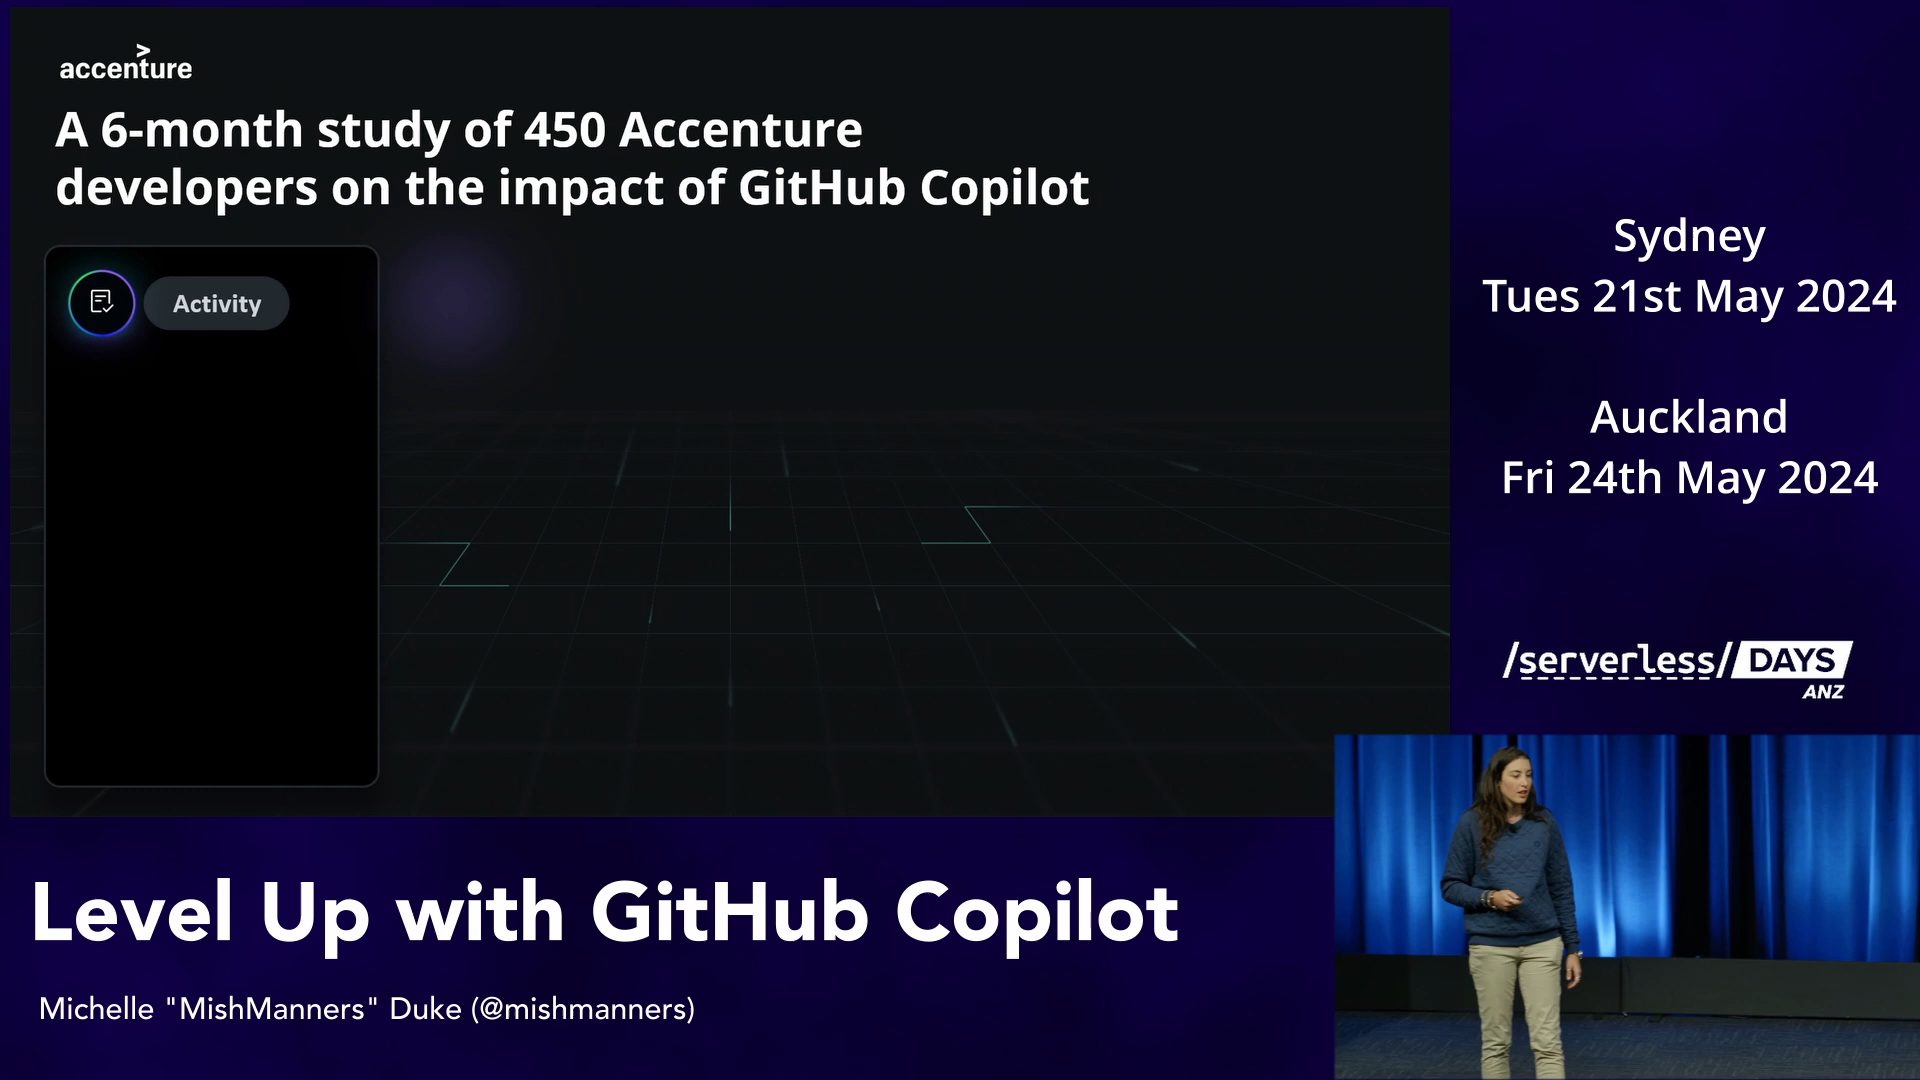 accenture
A 6-month study of 450 Accenture
developers on the impact of GitHub Copilot
Activity
Sydney
Tues 21st May 2024
Auckland
Fri 24th May 2024
/serverless/DAYS
ANZ
Level Up with GitHub Copilot
Michelle "MishManners" Duke (@mishmanners)